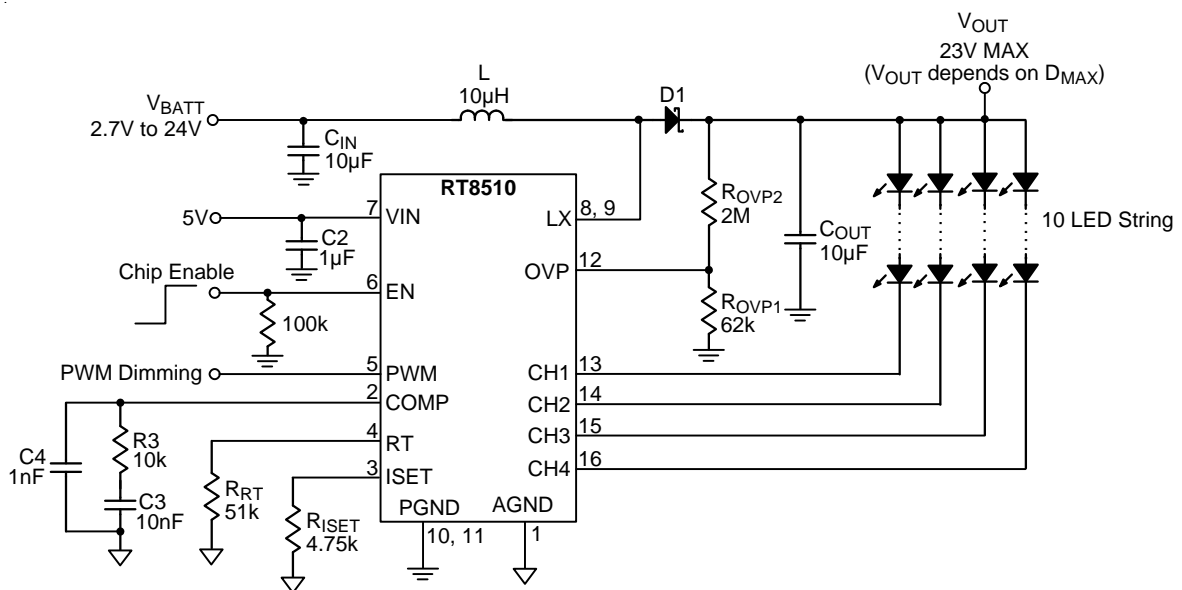 VOUT
23V MAX
(VOUT depends on DMAX)
L
10µH
D1
VBATT
2.7V to 24V
CIN
10µF
RT8510
7
VIN
5V
C2
1µF
8, 9
LX
ROVP2
2M
COUT
10µF
10 LED String
12
OVP
Chip Enable
6
EN
100k
ROVP1
62k
PWM Dimming
5
PWM
13
CH1
2
COMP
14
CH2
4
RT
15
CH3
3
ISET
16
CH4
C4
1nF
R3
10k
C3
10nF
RRT
51k
RISET
4.75k
PGND
AGND
10, 11
1